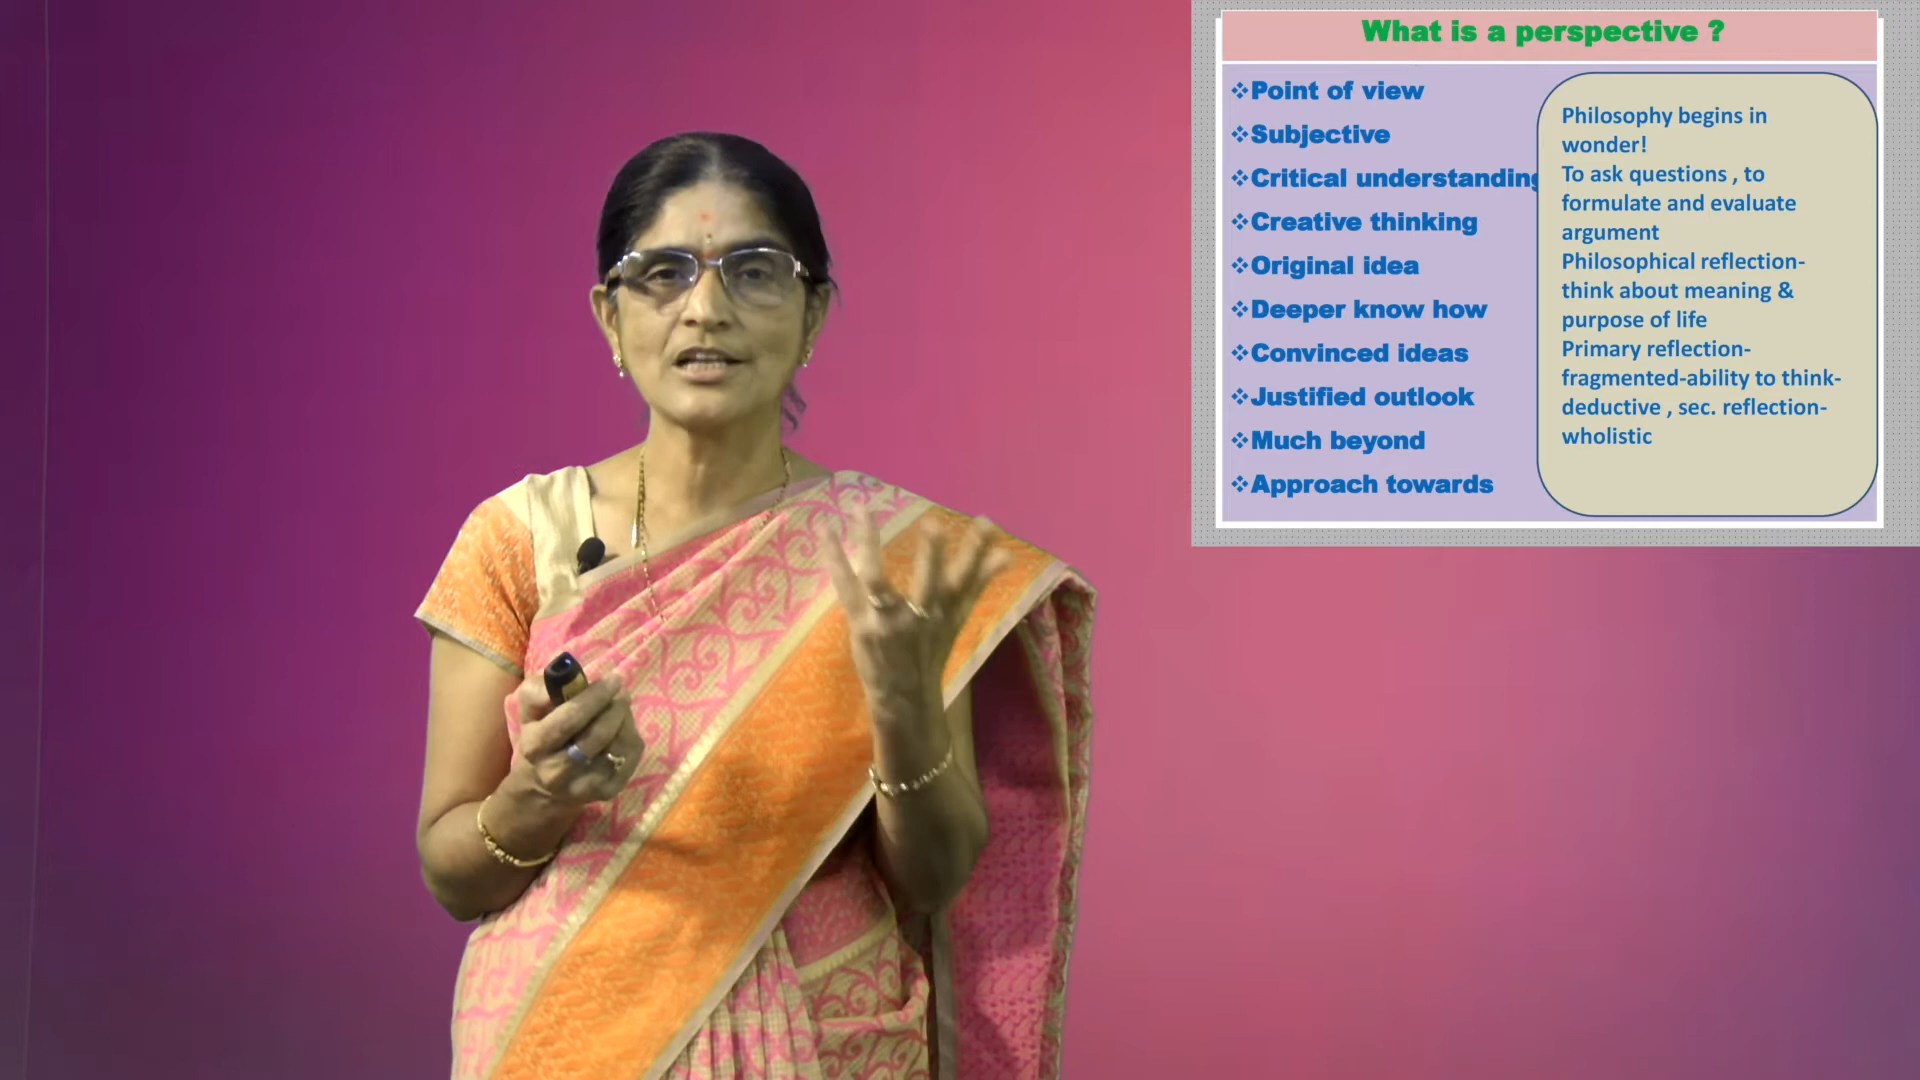 What is a perspective ?
❖Point of view
❖Subjective
❖Critical understanding
❖Creative thinking
❖Original idea
❖Deeper know how
❖Convinced ideas
❖Justified outlook
❖Much beyond
❖Approach towards
Philosophy begins in
wonder!
To ask questions , to
formulate and evaluate
argument
Philosophical reflection-
think about meaning &
purpose of life
Primary reflection-
fragmented-ability to think-
deductive , sec. reflection-
wholistic